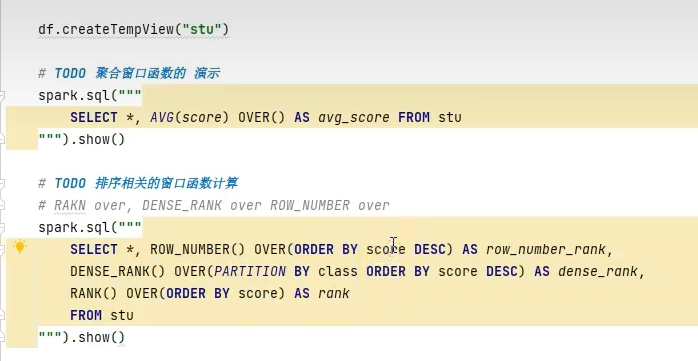 df.createTempView("stu")
# TODO 聚合窗口函数的 演示
spark.sql("""
SELECT *, AVG(score) OVER() AS avg_score FROM stu
""").show()
# TODO 排序相关的窗口函数计算
# RAKN over, DENSE_RANK over ROW_NUMBER over
spark.sql("""
SELECT *, ROW_NUMBER() OVER(ORDER BY score DESC) AS row_number_rank,
DENSE_RANK() OVER(PARTITION BY class ORDER BY score DESC) AS dense_rank,
RANK() OVER(ORDER BY score) AS rank
FROM stu
""").show()